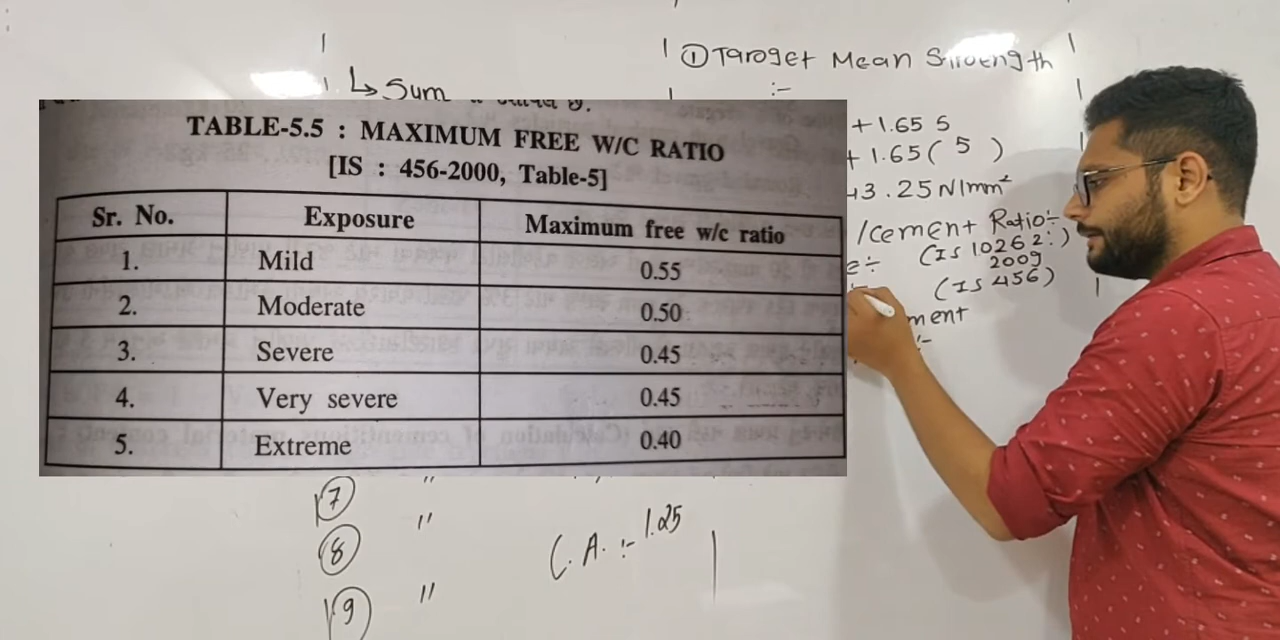 ① Taroget Mean Stroength
:-
↳ Sum
+ 1.65 S
+ 1.65 ( 5 )
43.25 N/mm²
/cement Ratio :-
e :- (IS 10262 :)
2009
(IS 456)
ment
:-
TABLE-5.5 : MAXIMUM FREE W/C RATIO
[IS : 456-2000, Table-5]
Sr. No. Exposure Maximum free w/c ratio
1. Mild 0.55
2. Moderate 0.50
3. Severe 0.45
4. Very severe 0.45
5. Extreme 0.40
⑦ "
⑧ " C.A. :- 1.25
⑨ "